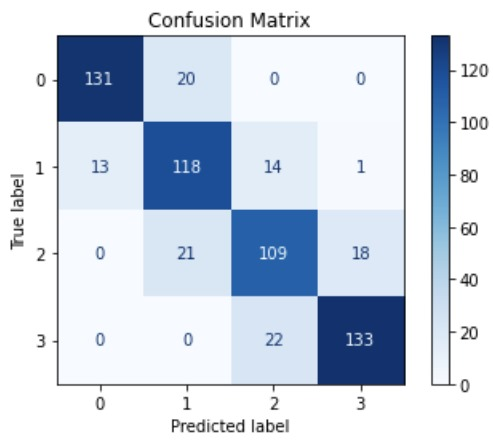 Confusion Matrix
0 131 20 0 0
1 13 118 14 1
2 0 21 109 18
3 0 0 22 133
0 1 2 3
True label
Predicted label
120
100
80
60
40
20
0